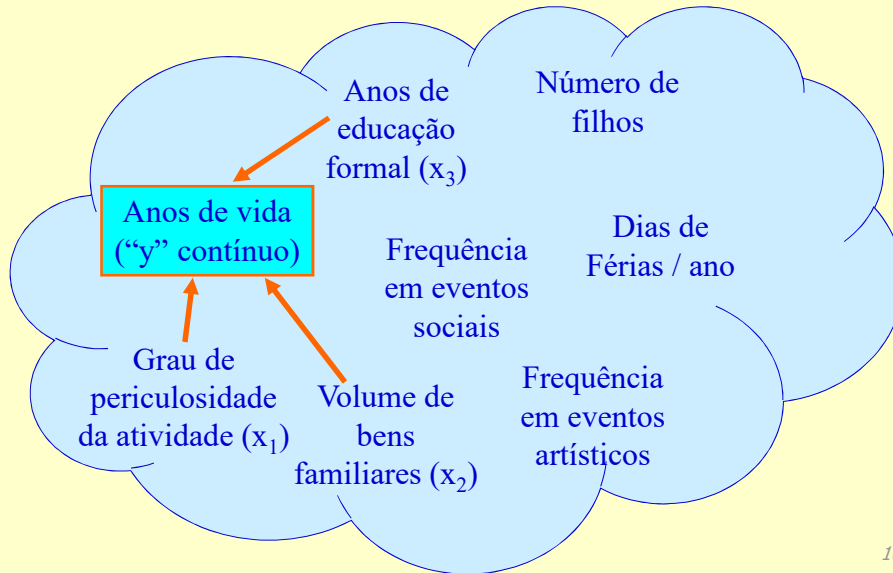 Anos de
educação
formal (x₃)
Número de
filhos
Anos de vida
(“y” contínuo)
Frequência
em eventos
sociais
Dias de
Férias / ano
Grau de
periculosidade
da atividade (x₁)
Volume de
bens
familiares (x₂)
Frequência
em eventos
artísticos
1